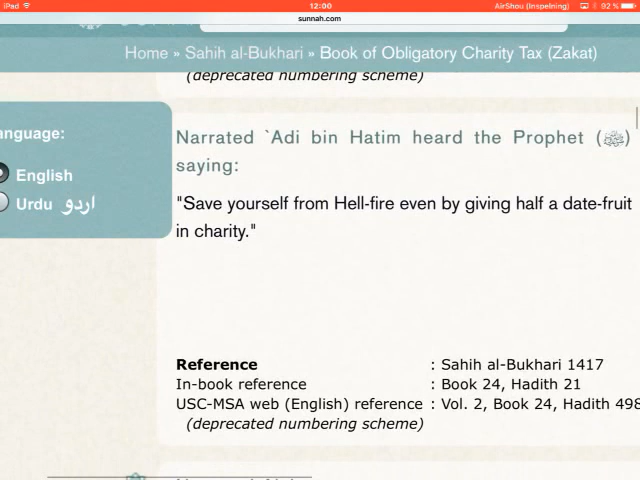 iPad 12:00 AirShou (Inspelning) 92 %
sunnah.com
Home » Sahih al-Bukhari » Book of Obligatory Charity Tax (Zakat)
(deprecated numbering scheme)
anguage:
English
Urdu اردو
Narrated `Adi bin Hatim heard the Prophet (ﷺ)
saying:
"Save yourself from Hell-fire even by giving half a date-fruit
in charity."
Reference : Sahih al-Bukhari 1417
In-book reference : Book 24, Hadith 21
USC-MSA web (English) reference : Vol. 2, Book 24, Hadith 498
(deprecated numbering scheme)